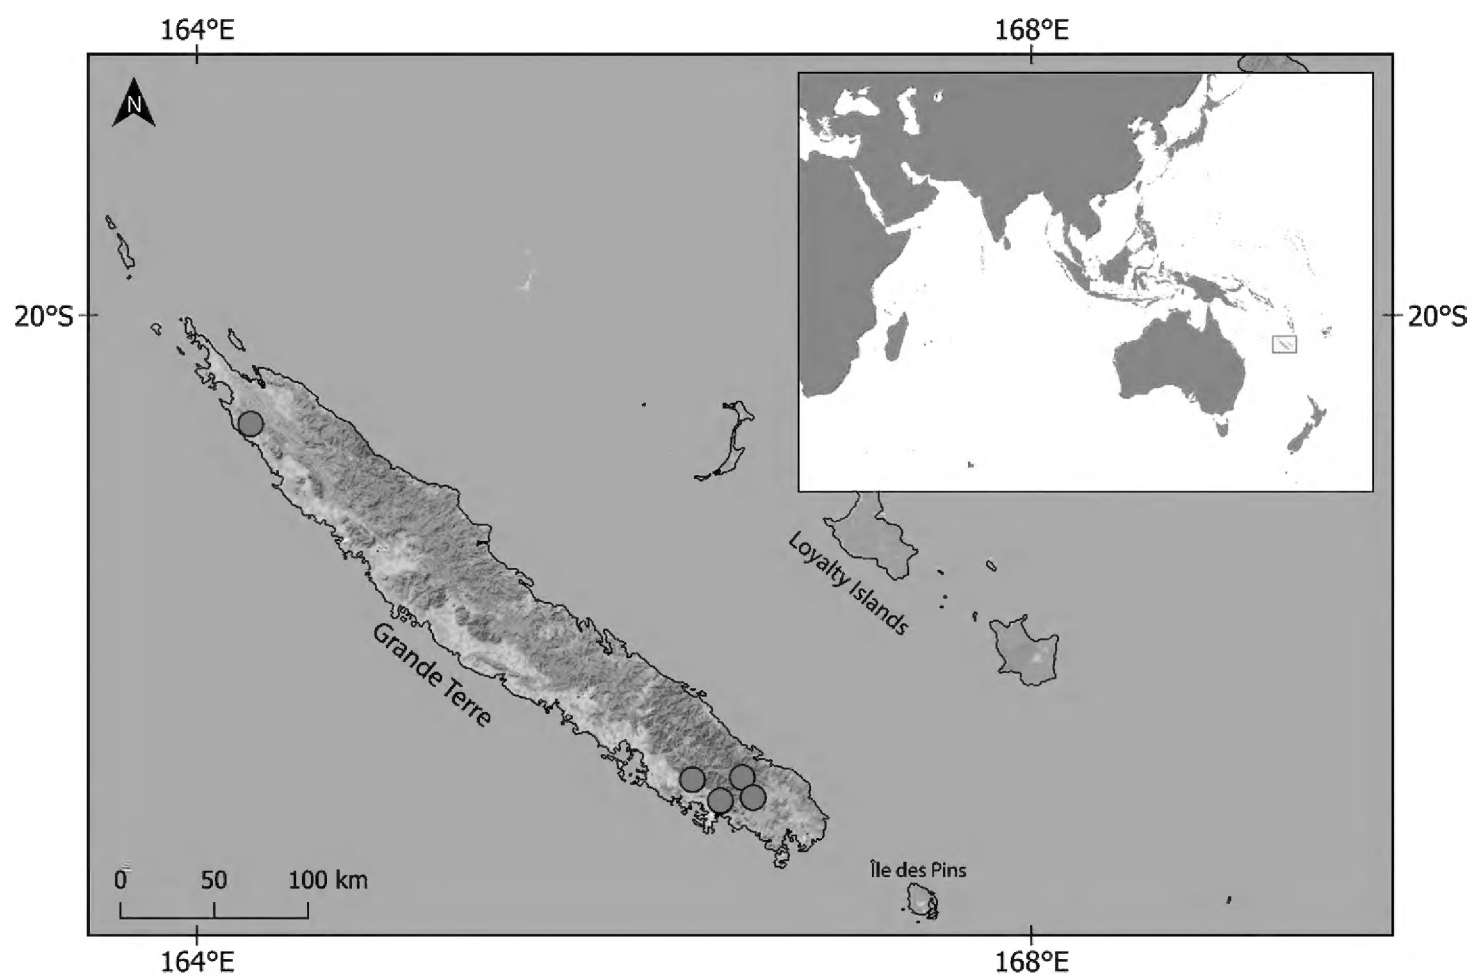 164°E 168°E
N
20°S 20°S
Loyalty Islands
Grande Terre
Île des Pins
0 50 100 km
164°E 168°E